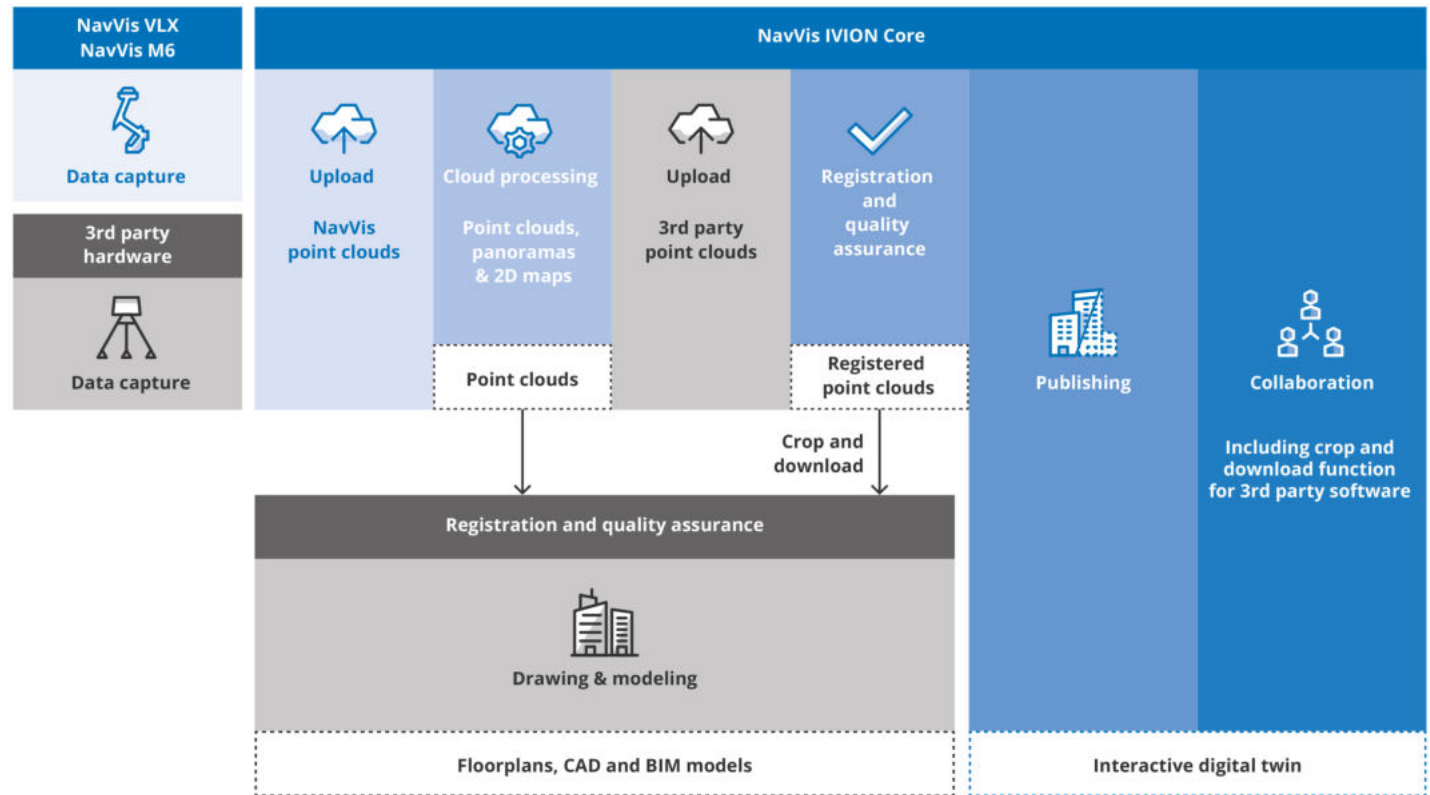 NavVis VLX
NavVis M6
Data capture
3rd party
hardware
Data capture
NavVis IVION Core
Upload
NavVis
point clouds
Cloud processing
Point clouds,
panoramas
& 2D maps
Point clouds
Upload
3rd party
point clouds
Registration
and
quality
assurance
Registered
point clouds
Crop and
download
Publishing
Collaboration
Including crop and
download function
for 3rd party software
Registration and quality assurance
Drawing & modeling
Floorplans, CAD and BIM models
Interactive digital twin